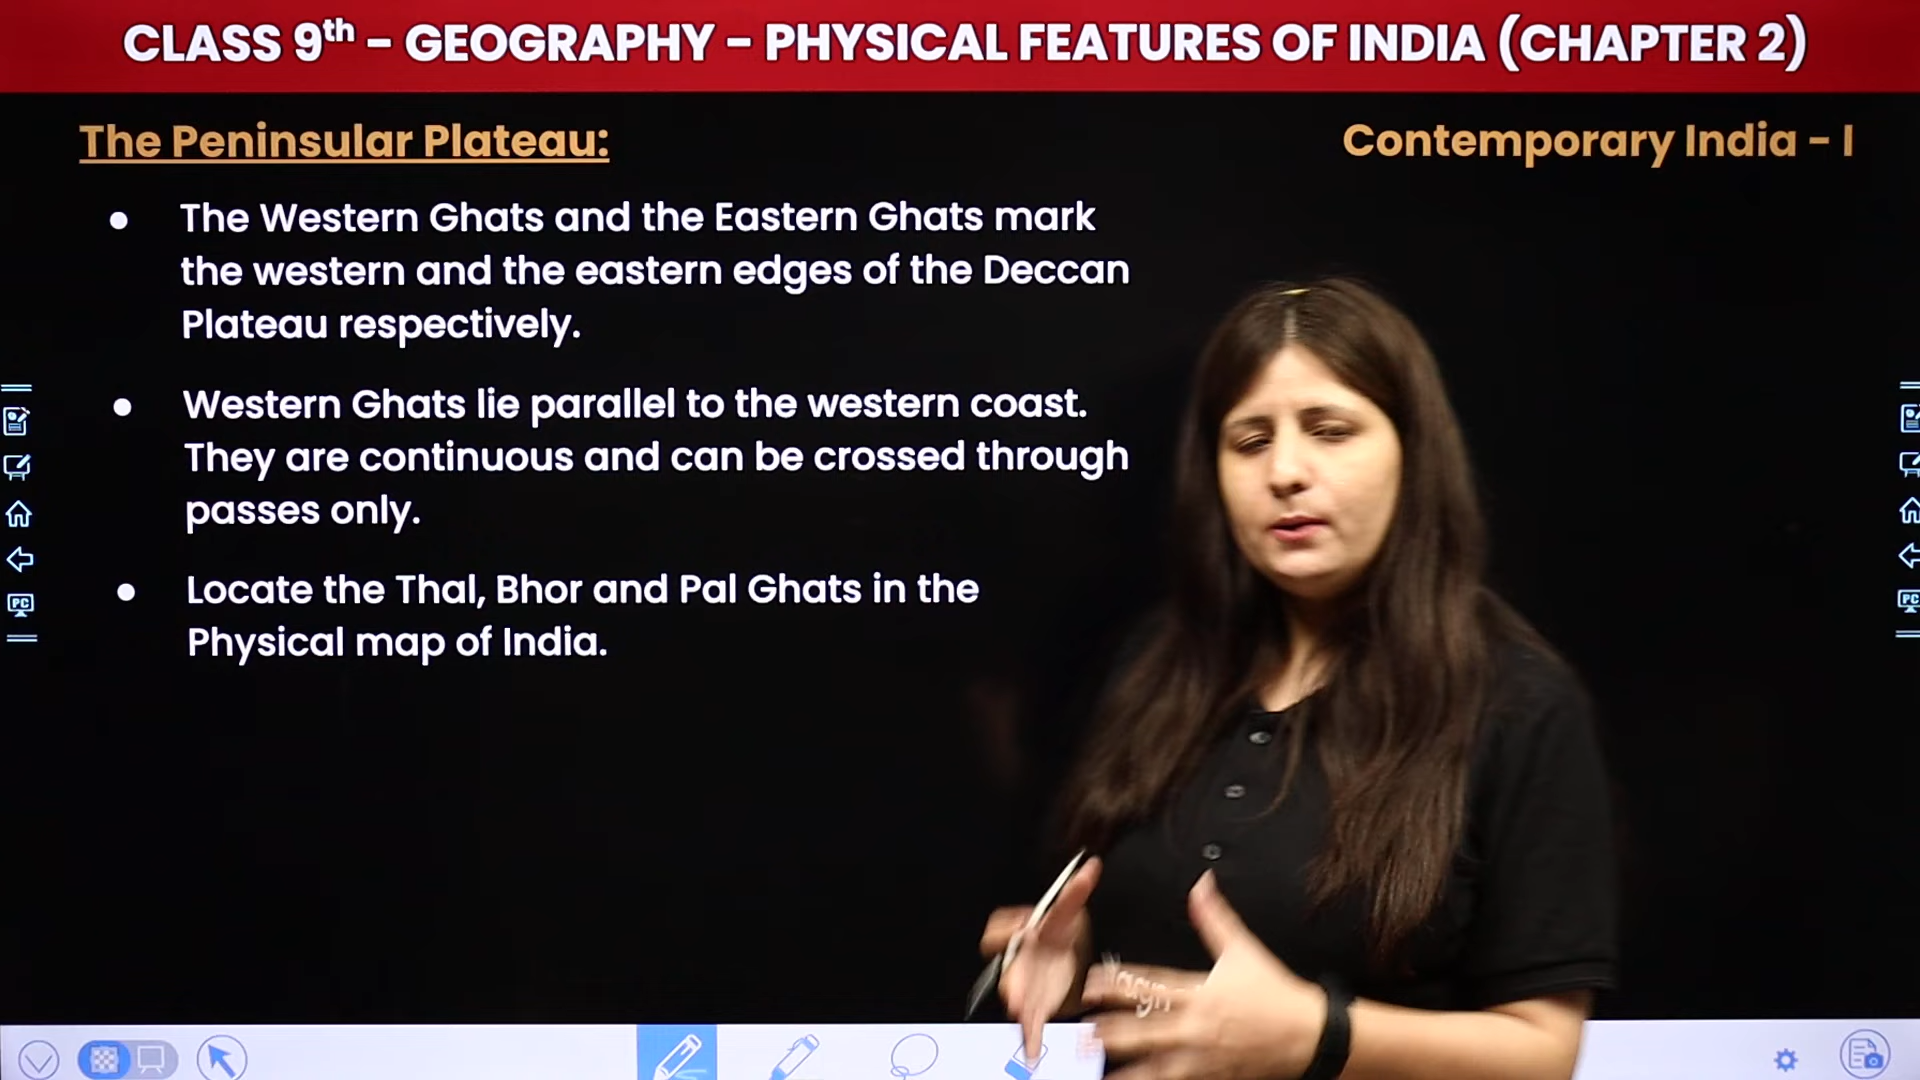 CLASS 9th - GEOGRAPHY - PHYSICAL FEATURES OF INDIA (CHAPTER 2)
The Peninsular Plateau:
Contemporary India - I
● The Western Ghats and the Eastern Ghats mark
the western and the eastern edges of the Deccan
Plateau respectively.
● Western Ghats lie parallel to the western coast.
They are continuous and can be crossed through
passes only.
● Locate the Thal, Bhor and Pal Ghats in the
Physical map of India.
PC
PC